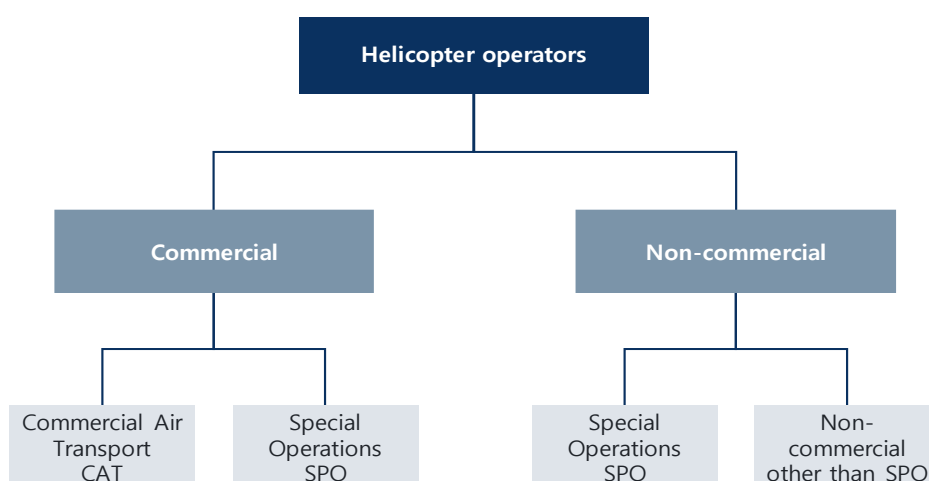 Helicopter operators
Commercial
Non-commercial
Commercial Air
Transport
CAT
Special
Operations
SPO
Special
Operations
SPO
Non-
commercial
other than SPO